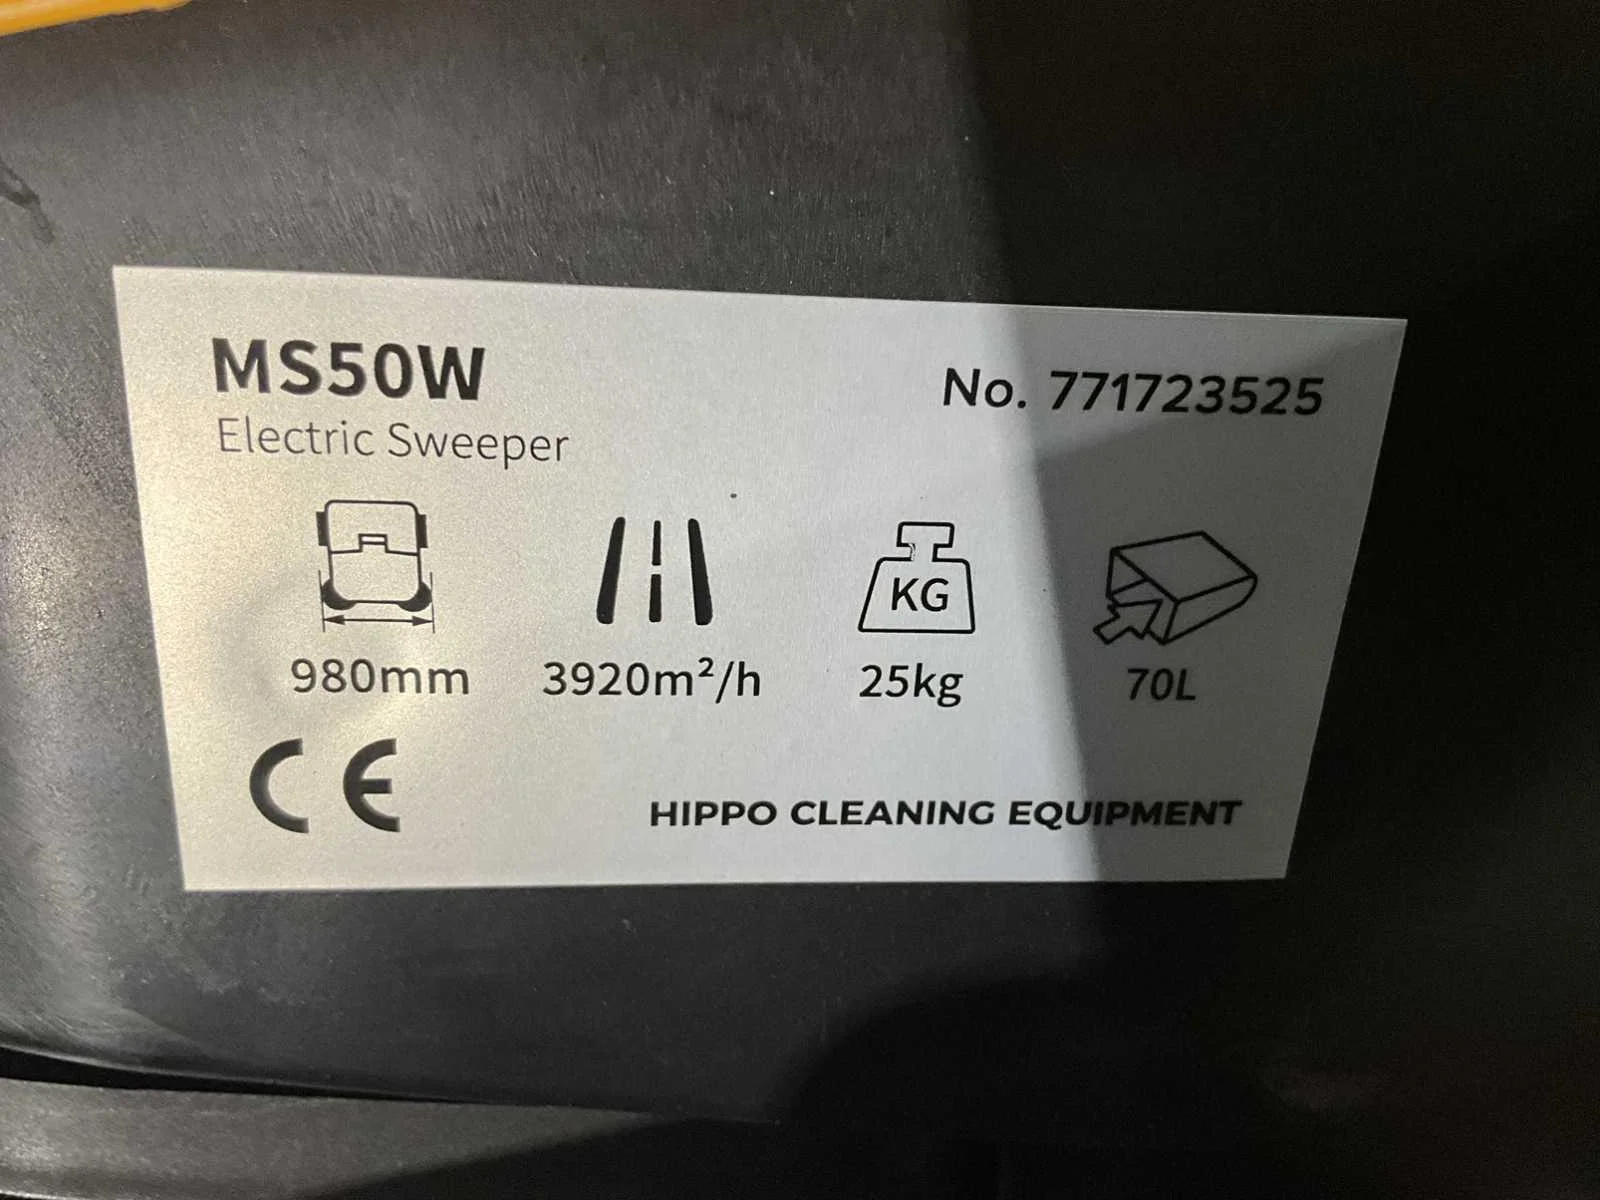 MS50W
No. 771723525
Electric Sweeper
KG
980mm
3920m²/h
25kg
70L
CE
HIPPO CLEANING EQUIPMENT